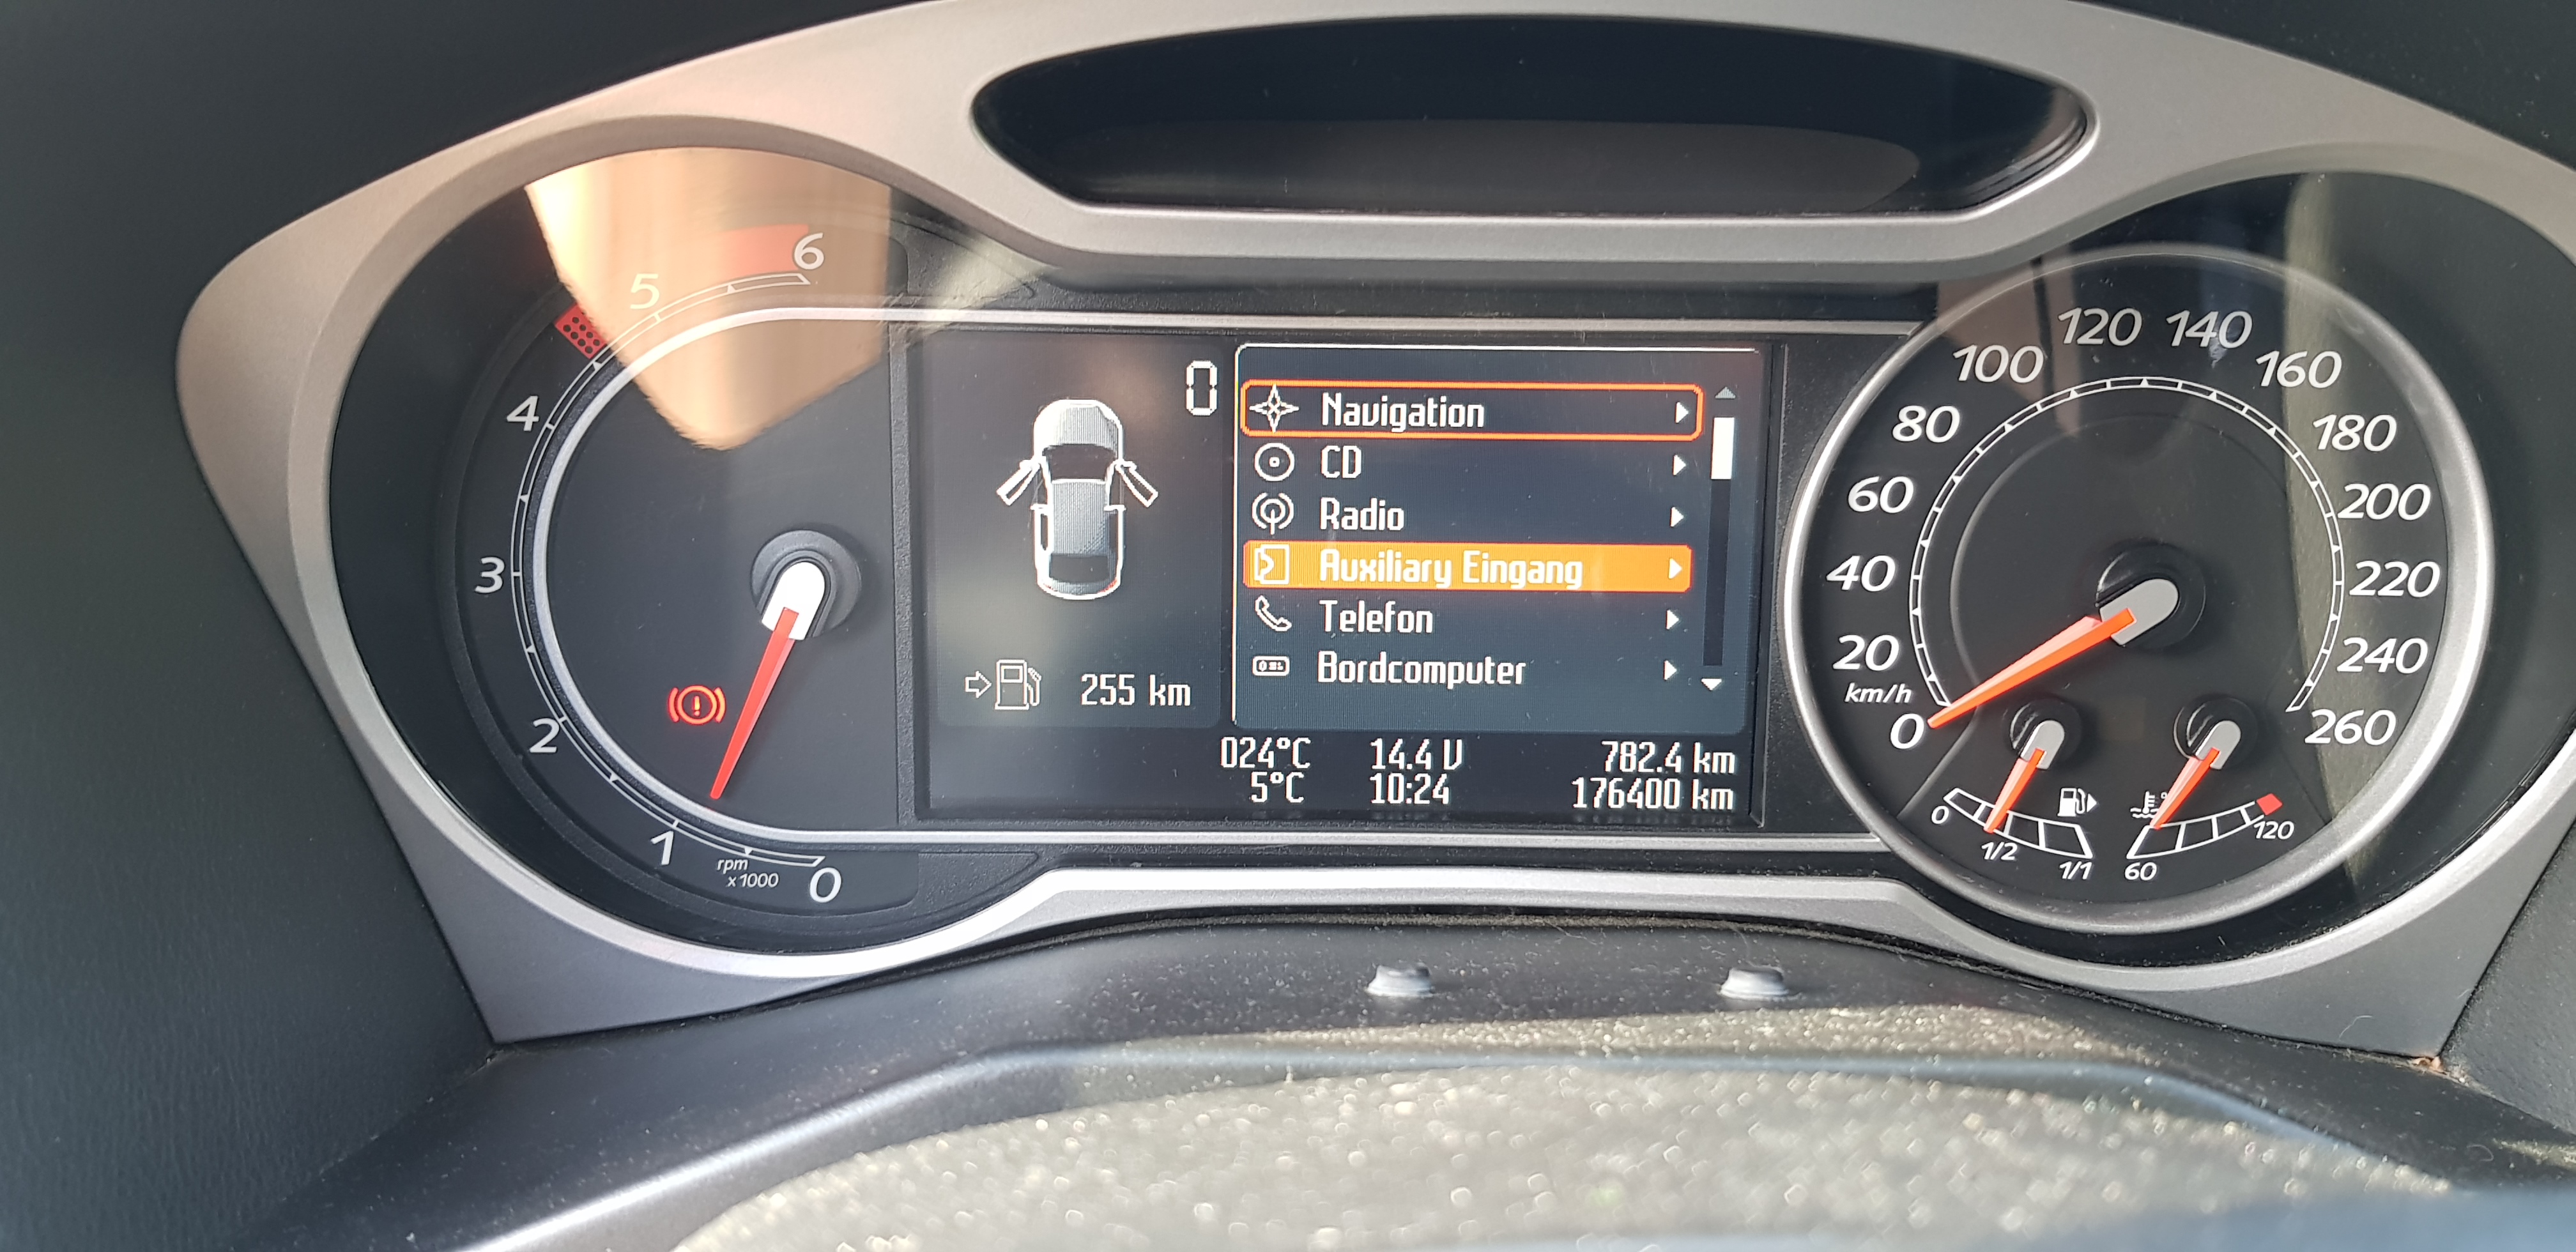 6
5
4
3
2
1
0
rpm
x1000
0
Navigation
CD
Radio
Auxiliary Eingang
Telefon
Bordcomputer
255 km
024°C 14.4 V 782.4 km
5°C 10:24 176400 km
0
20
40
60
80
100
120
140
160
180
200
220
240
260
km/h
0
1/2
1/1
60
120